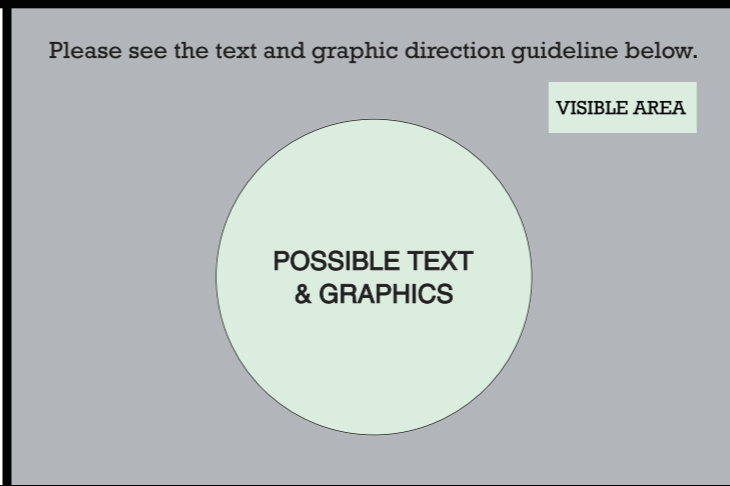 Please see the text and graphic direction guideline below.
VISIBLE AREA
POSSIBLE TEXT
& GRAPHICS